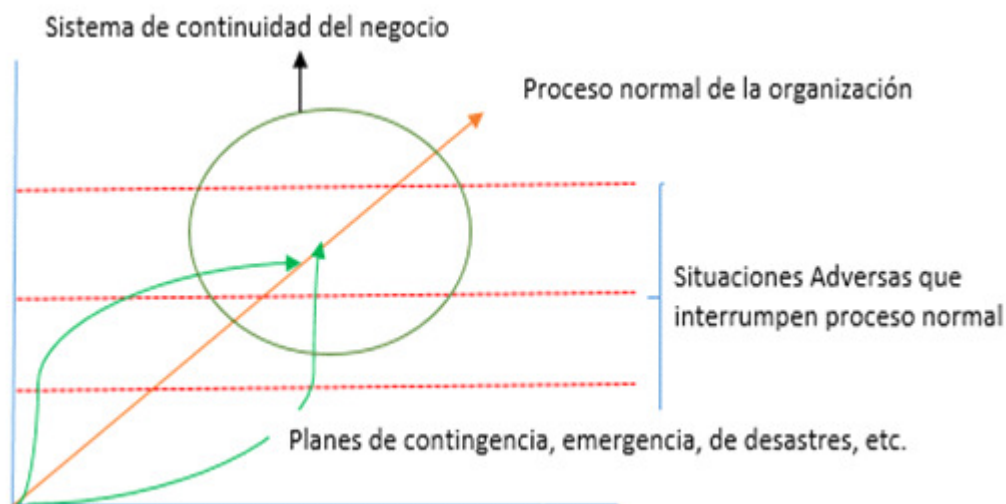 Sistema de continuidad del negocio
Proceso normal de la organización
Situaciones Adversas que
interrumpen proceso normal
Planes de contingencia, emergencia, de desastres, etc.